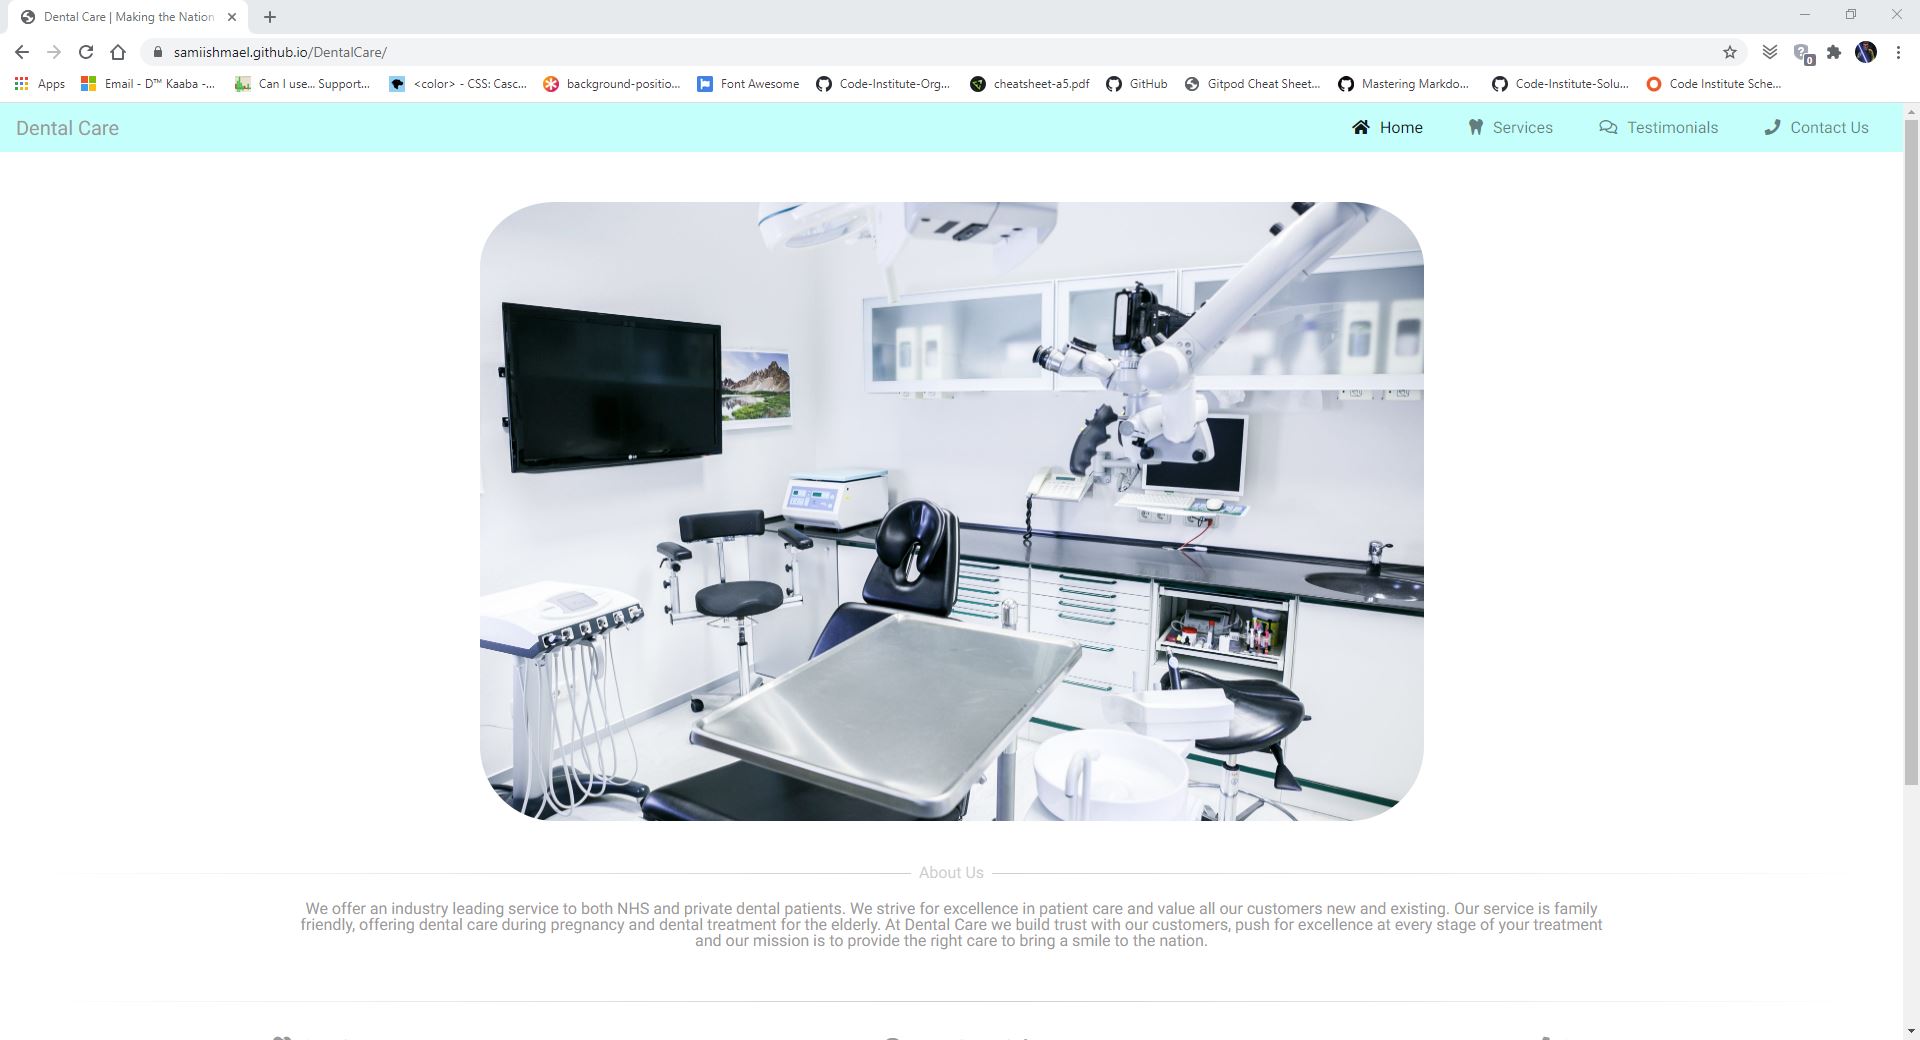 Dental Care | Making the Nation
samiishmael.github.io/DentalCare/
0
Apps
Email - D™ Kaaba -...
Can I use... Support...
<color> - CSS: Casc...
background-positio...
Font Awesome
Code-Institute-Org...
cheatsheet-a5.pdf
GitHub
Gitpod Cheat Sheet...
Mastering Markdo...
Code-Institute-Solu...
Code Institute Sche...
Dental Care
Home
Services
Testimonials
Contact Us
About Us
We offer an industry leading service to both NHS and private dental patients. We strive for excellence in patient care and value all our customers new and existing. Our service is family
friendly, offering dental care during pregnancy and dental treatment for the elderly. At Dental Care we build trust with our customers, push for excellence at every stage of your treatment
and our mission is to provide the right care to bring a smile to the nation.